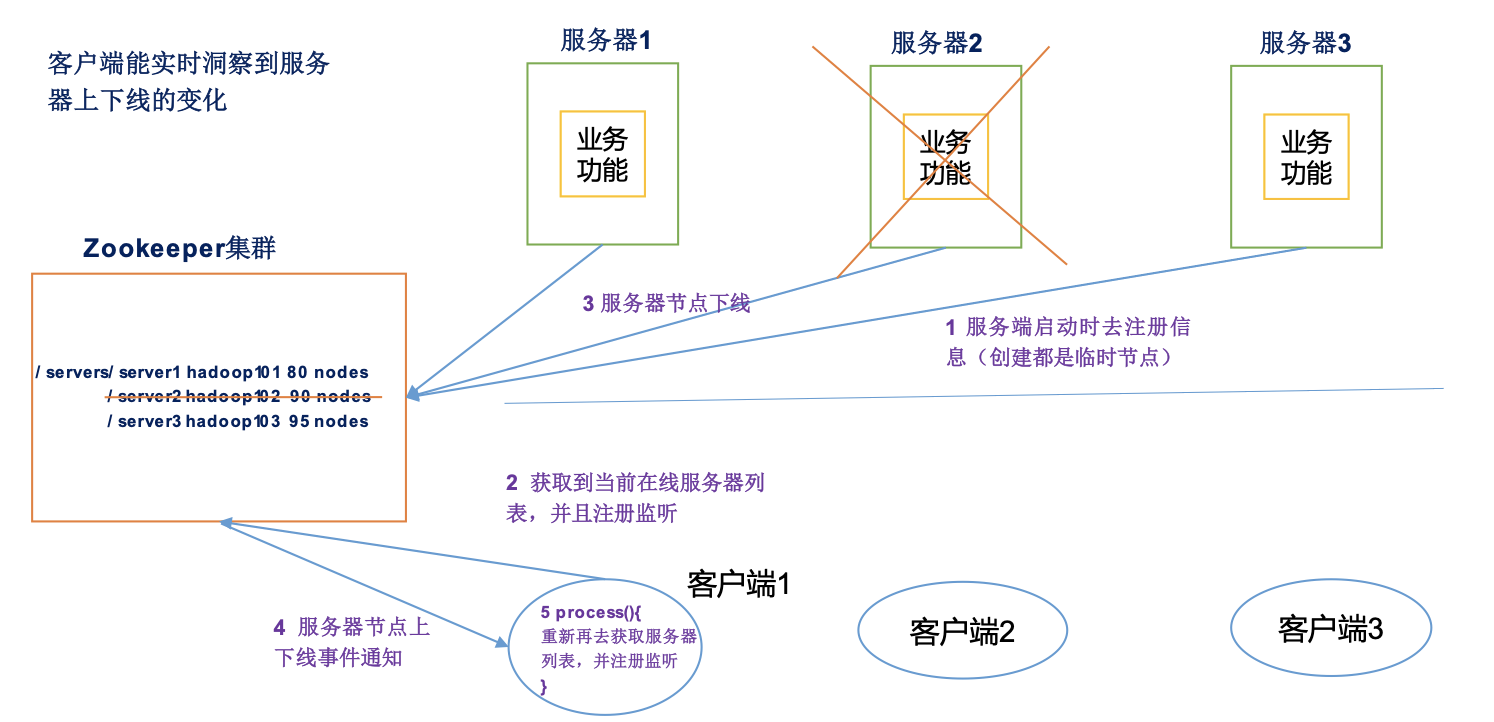 客户端能实时洞察到服务
器上下线的变化
服务器1
服务器2
服务器3
业务
功能
业务
功能
业务
功能
Zookeeper集群
/ servers/ server1 hadoop101 80 nodes
/ server2 hadoop102 90 nodes
/ server3 hadoop103 95 nodes
3 服务器节点下线
1 服务端启动时去注册信
息（创建都是临时节点）
2 获取到当前在线服务器列
表，并且注册监听
4 服务器节点上
下线事件通知
客户端1
5 process(){
重新再去获取服务器
列表，并注册监听
}
客户端2
客户端3